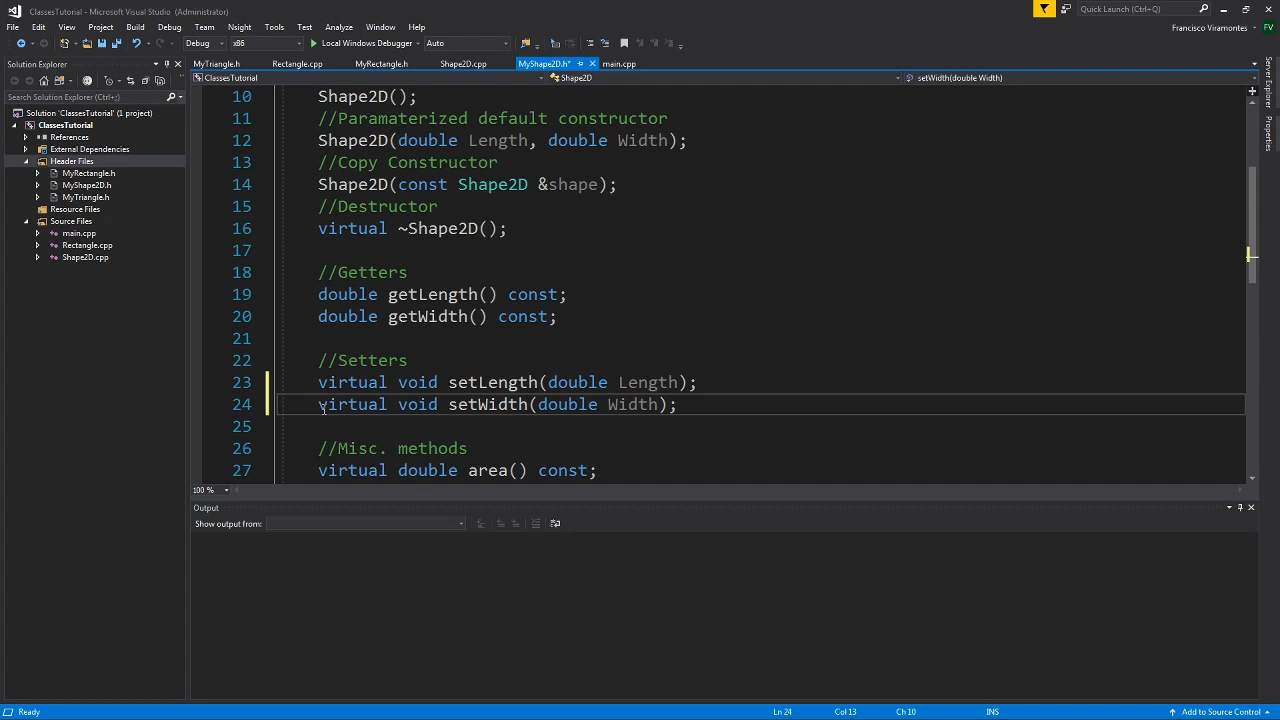 ClassesTutorial - Microsoft Visual Studio (Administrator)
Quick Launch (Ctrl+Q)
File Edit View Project Build Debug Team Nsight Tools Test Analyze Window Help
Francisco Viramontes FV
Debug x86 Local Windows Debugger Auto
Solution Explorer
MyTriangle.h Rectangle.cpp MyRectangle.h Shape2D.cpp MyShape2D.h* main.cpp
ClassesTutorial Shape2D setWidth(double Width)
Search Solution Explorer (Ctrl+;)
Solution 'ClassesTutorial' (1 project)
ClassesTutorial
References
External Dependencies
Header Files
MyRectangle.h
MyShape2D.h
MyTriangle.h
Resource Files
Source Files
main.cpp
Rectangle.cpp
Shape2D.cpp
10 Shape2D();
11 //Paramaterized default constructor
12 Shape2D(double Length, double Width);
13 //Copy Constructor
14 Shape2D(const Shape2D &shape);
15 //Destructor
16 virtual ~Shape2D();
17
18 //Getters
19 double getLength() const;
20 double getWidth() const;
21
22 //Setters
23 virtual void setLength(double Length);
24 virtual void setWidth(double Width);
25
26 //Misc. methods
27 virtual double area() const;
100 %
Output
Show output from:
Server Explorer
Properties
Ready Ln 24 Col 13 Ch 10 INS Add to Source Control